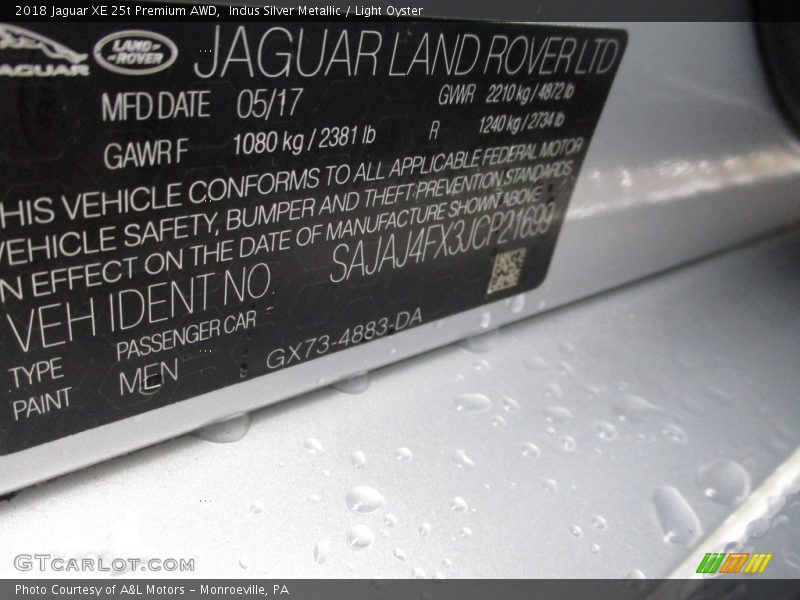 2018 Jaguar XE 25t Premium AWD,  Indus Silver Metallic / Light Oyster
JAGUAR
LAND-
-ROVER
JAGUAR LAND ROVER LTD
MFD DATE 05/17 GWR 2210 kg / 4872 lb
GAWR F 1080 kg / 2381 lb R 1240 kg / 2734 lb
HIS VEHICLE CONFORMS TO ALL APPLICABLE FEDERAL MOTOR
VEHICLE SAFETY, BUMPER AND THEFT PREVENTION STANDARDS
N EFFECT ON THE DATE OF MANUFACTURE SHOWN ABOVE
VEH IDENT NO SAJAJ4FX3JCP21699
TYPE PASSENGER CAR
PAINT MEN GX73-4883-DA
GTCARLOT.COM
Photo Courtesy of A&L Motors – Monroeville, PA